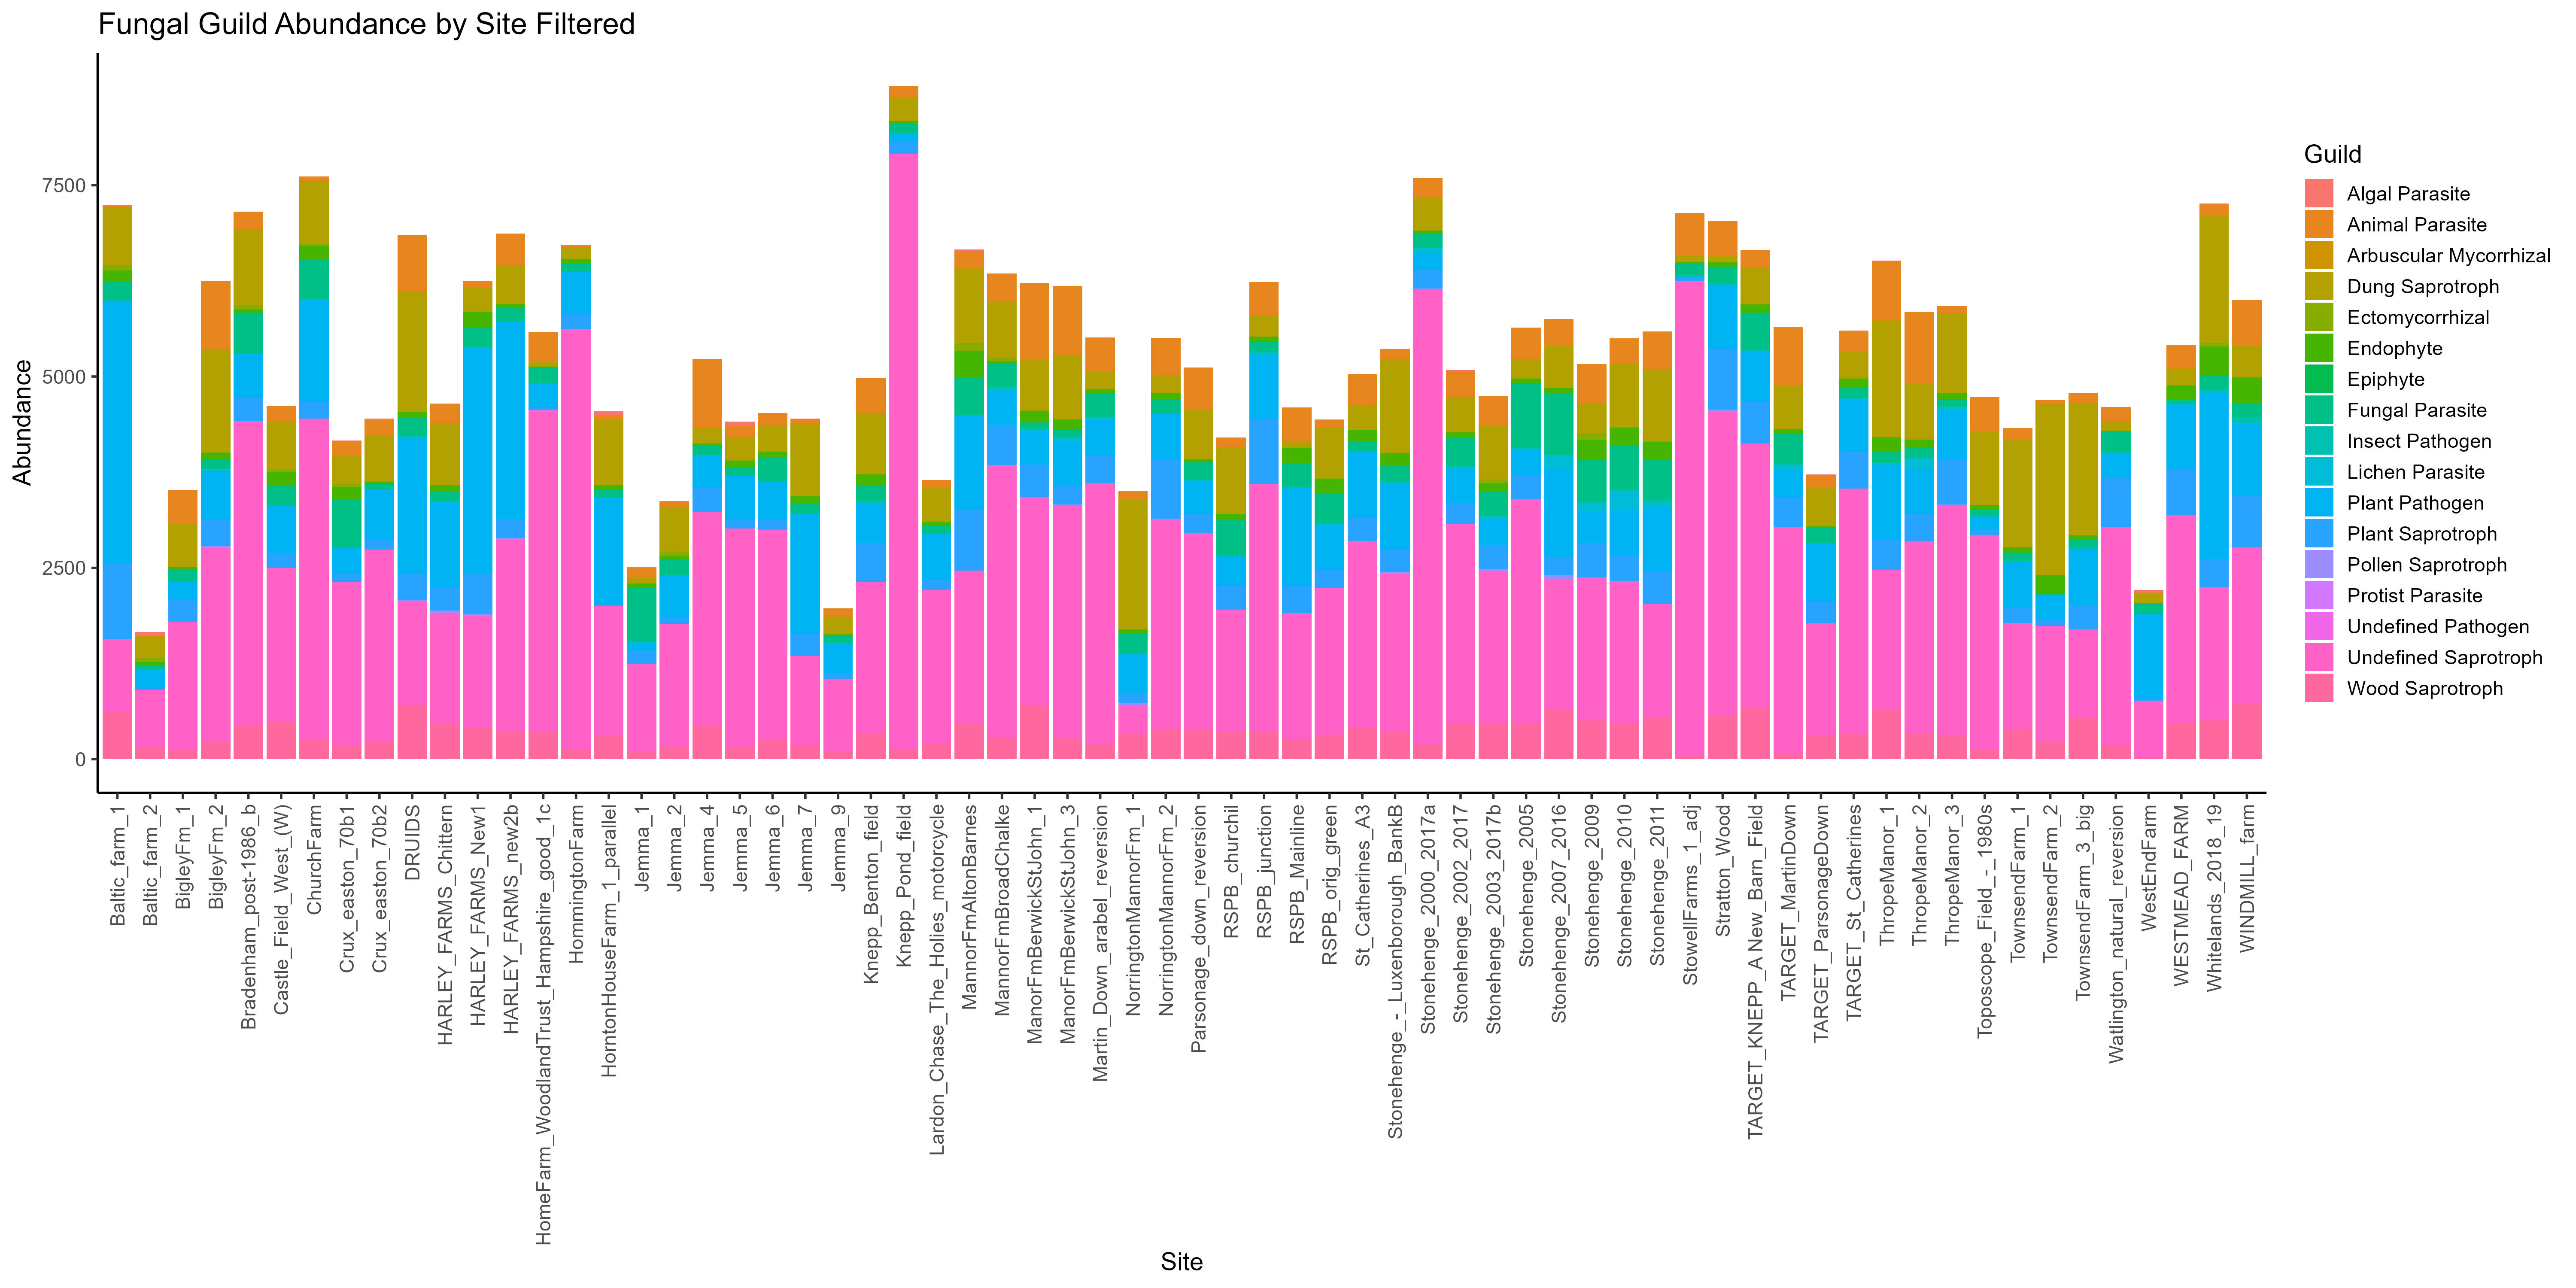 Fungal Guild Abundance by Site Filtered
Abundance
7500
5000
2500
0
Baltic_farm_1
Baltic_farm_2
BigleyFm_1
BigleyFm_2
Bradenham_post-1986_b
Castle_Field_West_(W)
ChurchFarm
Crux_easton_70b1
Crux_easton_70b2
DRUIDS
HARLEY_FARMS_Chittern
HARLEY_FARMS_New1
HARLEY_FARMS_new2b
HomeFarm_WoodlandTrust_Hampshire_good_1c
HommingtonFarm
HorntonHouseFarm_1_parallel
Jemma_1
Jemma_2
Jemma_4
Jemma_5
Jemma_6
Jemma_7
Jemma_9
Knepp_Benton_field
Knepp_Pond_field
Lardon_Chase_The_Holies_motorcycle
MannorFmAltonBarnes
MannorFmBroadChalke
ManorFmBerwickStJohn_1
ManorFmBerwickStJohn_3
Martin_Down_arabel_reversion
NorringtonMannorFm_1
NorringtonMannorFm_2
Parsonage_down_reversion
RSPB_churchil
RSPB_junction
RSPB_Mainline
RSPB_orig_green
St_Catherines_A3
Stonehenge_-_Luxenborough_BankB
Stonehenge_2000_2017a
Stonehenge_2002_2017
Stonehenge_2003_2017b
Stonehenge_2005
Stonehenge_2007_2016
Stonehenge_2009
Stonehenge_2010
Stonehenge_2011
StowellFarms_1_adj
Stratton_Wood
TARGET_KNEPP_A New_Barn_Field
TARGET_MartinDown
TARGET_ParsonageDown
TARGET_St_Catherines
ThropeManor_1
ThropeManor_2
ThropeManor_3
Toposcope_Field_-_1980s
TownsendFarm_1
TownsendFarm_2
TownsendFarm_3_big
Watlington_natural_reversion
WestEndFarm
WESTMEAD_FARM
Whitelands_2018_19
WINDMILL_farm
Site
Guild
Algal Parasite
Animal Parasite
Arbuscular Mycorrhizal
Dung Saprotroph
Ectomycorrhizal
Endophyte
Epiphyte
Fungal Parasite
Insect Pathogen
Lichen Parasite
Plant Pathogen
Plant Saprotroph
Pollen Saprotroph
Protist Parasite
Undefined Pathogen
Undefined Saprotroph
Wood Saprotroph